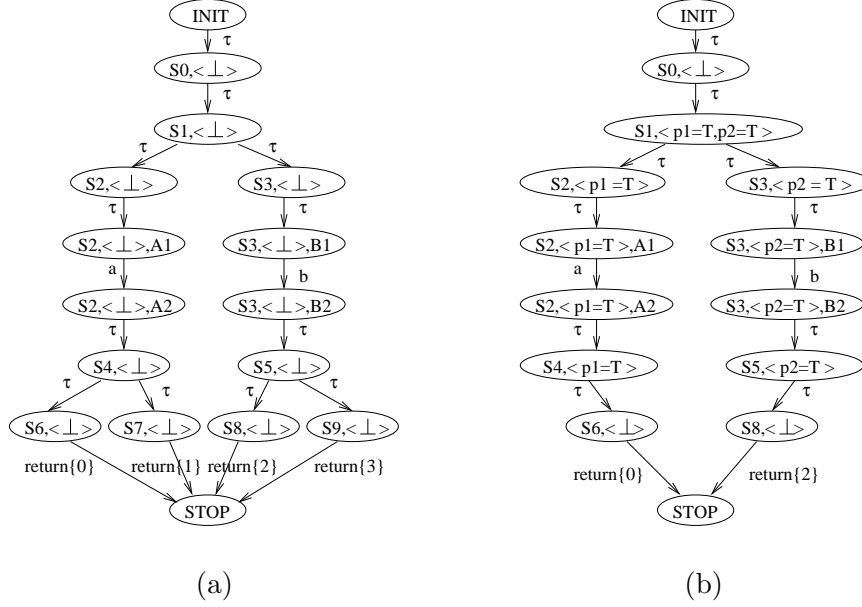 INIT INIT
τ τ
S0,<⊥> S0,<⊥>
τ τ
S1,<⊥> S1,< p1=T,p2=T >
τ τ τ τ
S2,<⊥> S3,<⊥> S2,< p1 =T > S3,< p2 = T >
τ τ τ τ
S2,<⊥>,A1 S3,<⊥>,B1 S2,< p1=T >,A1 S3,< p2=T >,B1
a b a b
S2,<⊥>,A2 S3,<⊥>,B2 S2,< p1=T >,A2 S3,< p2=T >,B2
τ τ τ τ
S4,<⊥> S5,<⊥> S4,< p1=T > S5,< p2=T >
τ τ τ τ τ τ
S6,<⊥> S7,<⊥> S8,<⊥> S9,<⊥> S6,<⊥> S8,<⊥>
return{0} return{1} return{2} return{3} return{0} return{2}
STOP STOP
(a) (b)